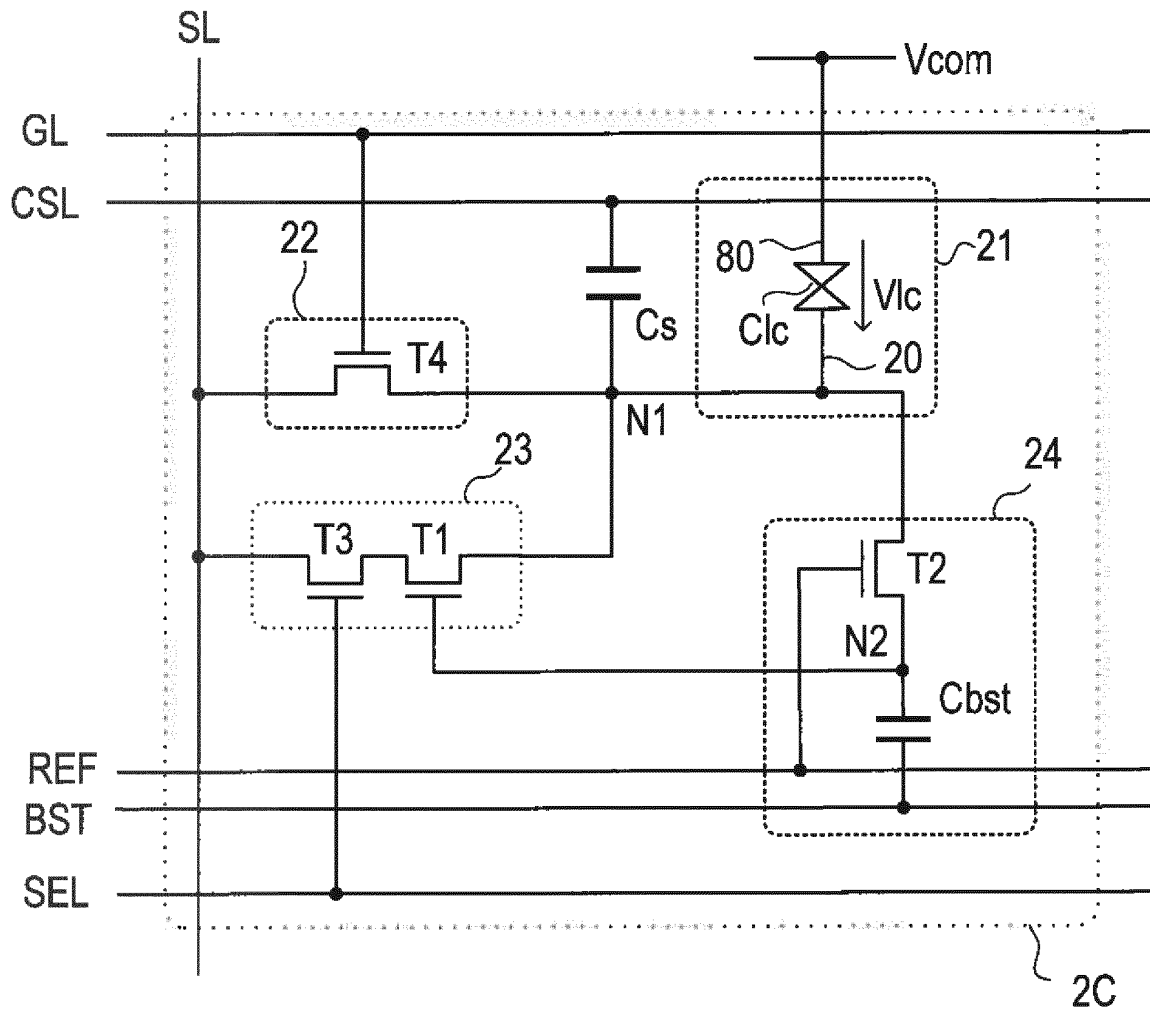 SL
Vcom
GL
CSL
22
80
21
Cs
Clc
Vlc
T4
20
N1
23
24
T3
T1
T2
N2
Cbst
REF
BST
SEL
2C